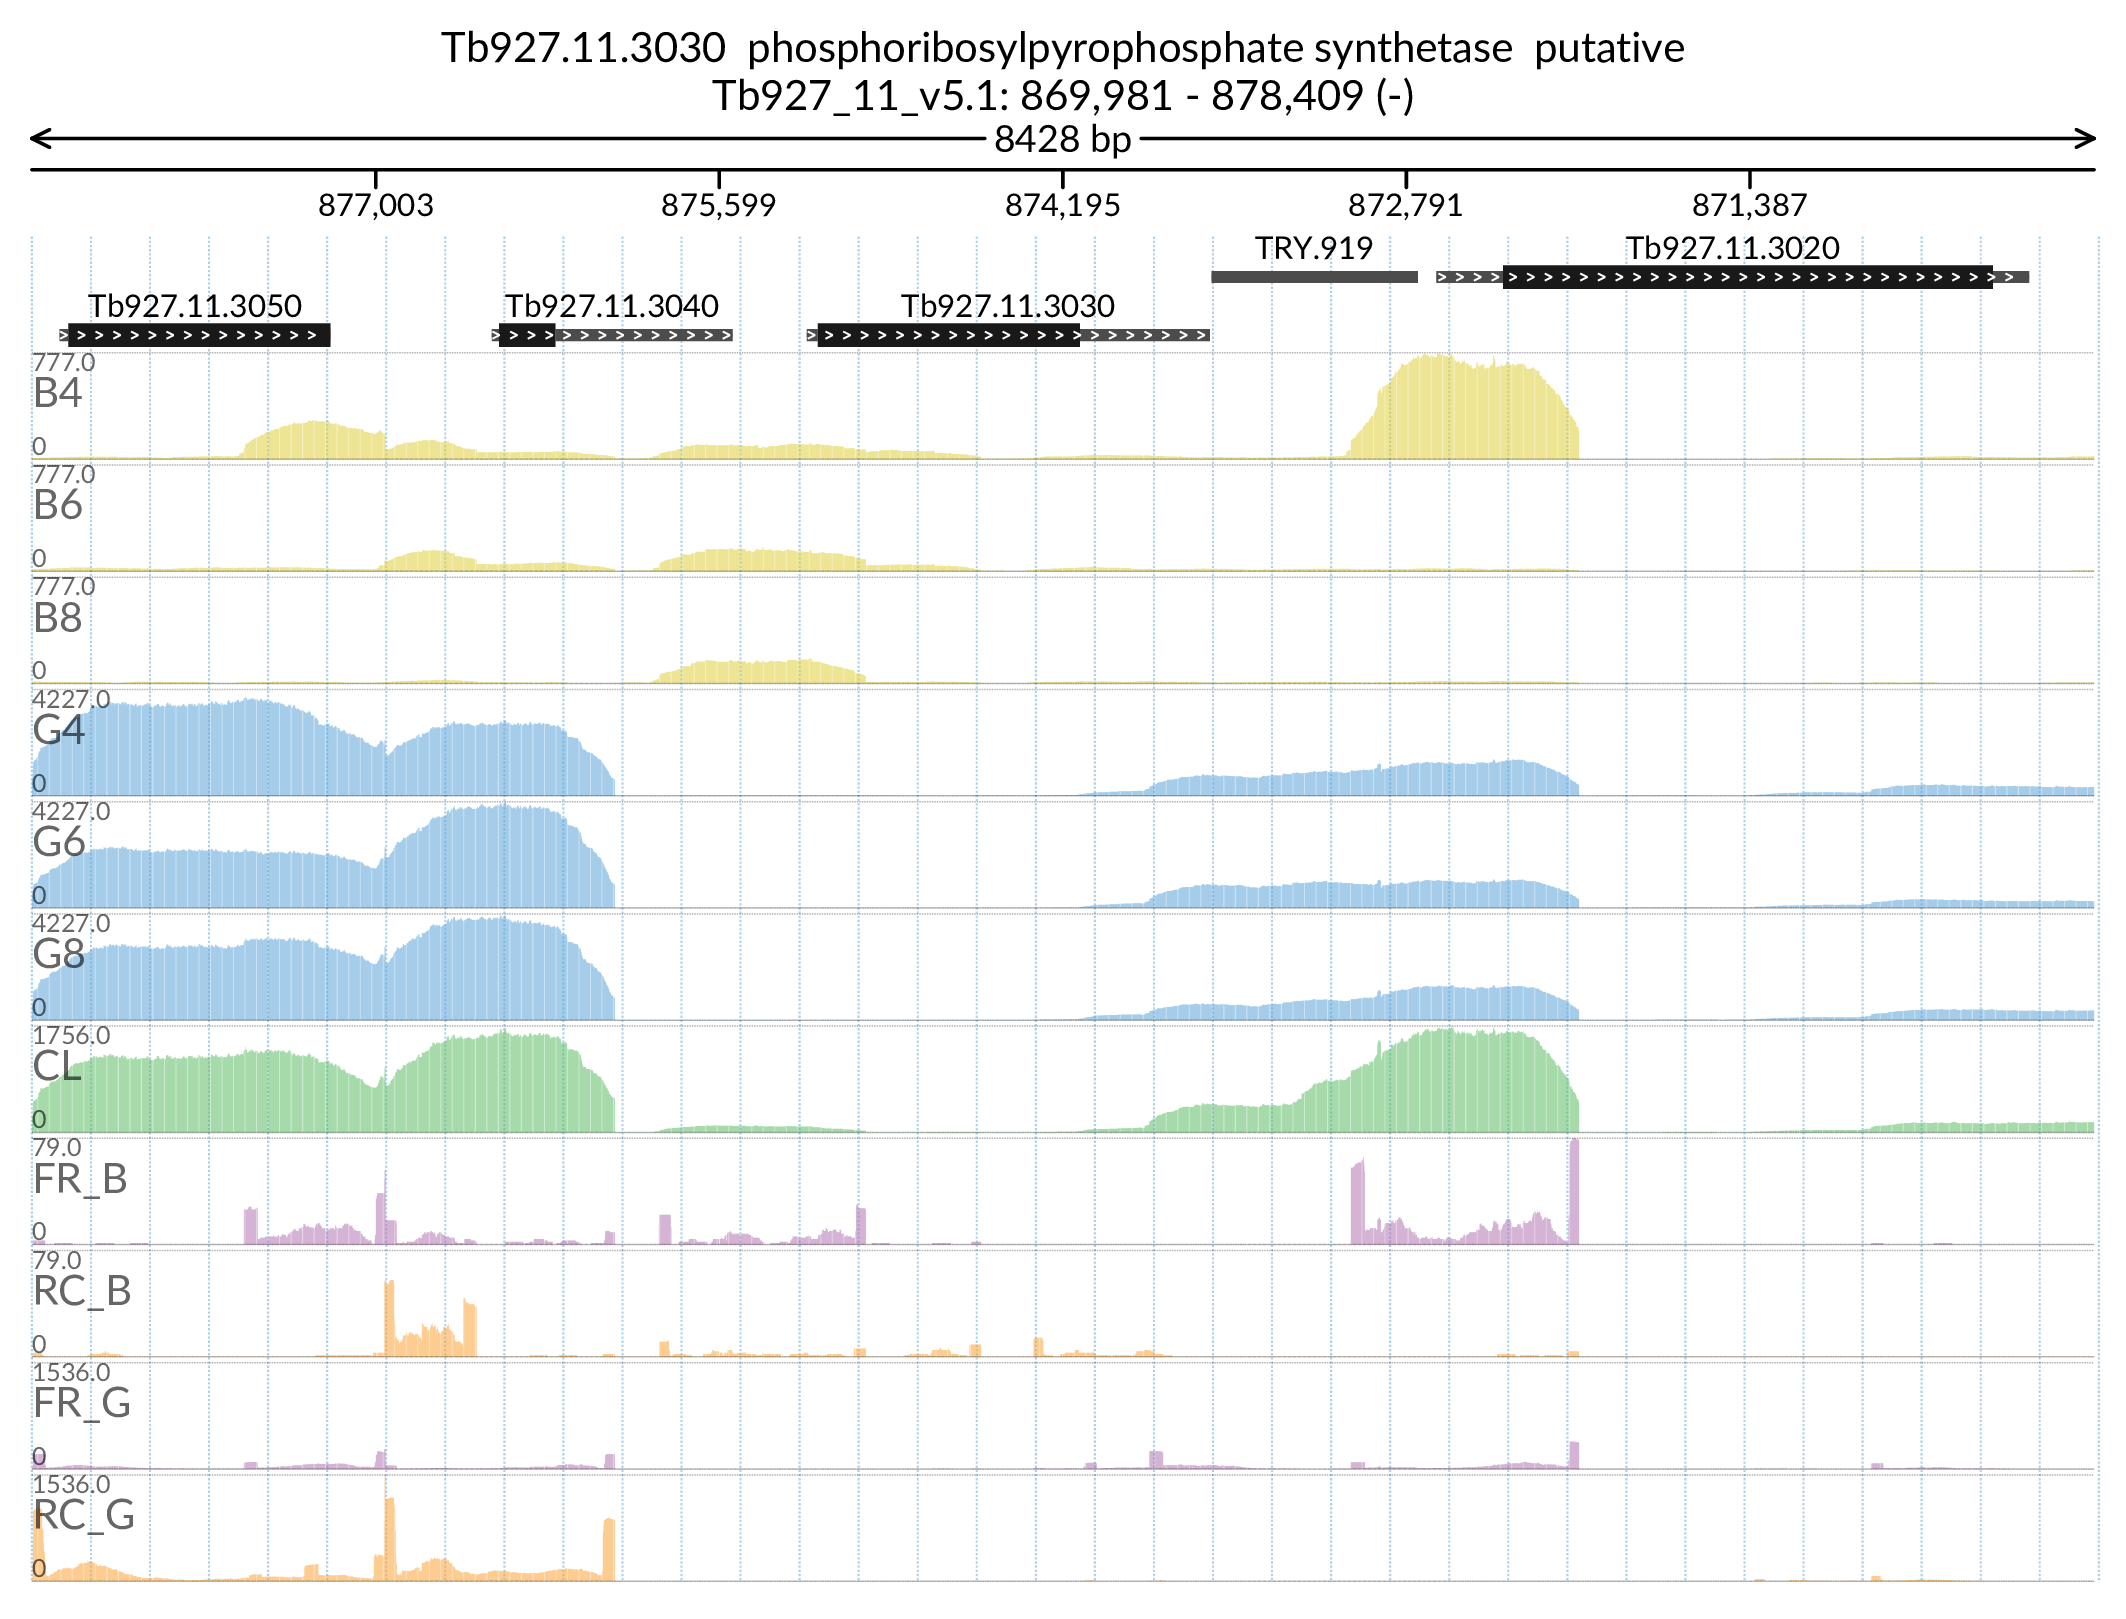 Tb927.11.3030  phosphoribosylpyrophosphate synthetase  putative
Tb927_11_v5.1: 869,981 - 878,409 (-)
8428 bp
877,003 875,599 874,195 872,791 871,387
TRY.919 Tb927.11.3020
Tb927.11.3050 Tb927.11.3040 Tb927.11.3030
777.0
B4
0
777.0
B6
0
777.0
B8
0
4227.0
G4
0
4227.0
G6
0
4227.0
G8
0
1756.0
CL
0
79.0
FR_B
0
79.0
RC_B
0
1536.0
FR_G
0
1536.0
RC_G
0